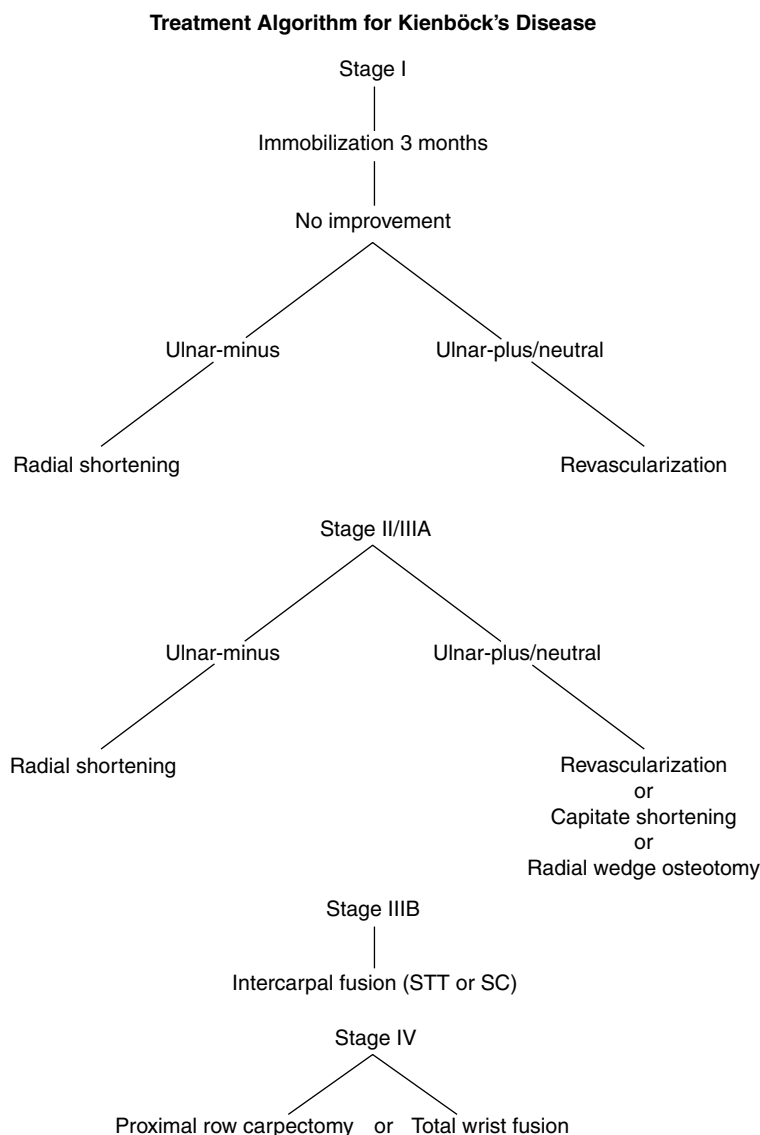 Treatment Algorithm for Kienböck's Disease
Stage I
Immobilization 3 months
No improvement
Ulnar-minus Ulnar-plus/neutral
Radial shortening Revascularization
Stage II/IIIA
Ulnar-minus Ulnar-plus/neutral
Radial shortening Revascularization
or
Capitate shortening
or
Radial wedge osteotomy
Stage IIIB
Intercarpal fusion (STT or SC)
Stage IV
Proximal row carpectomy or Total wrist fusion